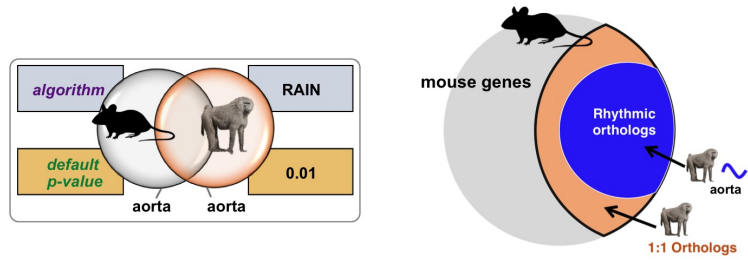 algorithm
RAIN
default
p-value
0.01
aorta
aorta
mouse genes
Rhythmic
orthologs
aorta
1:1 Orthologs